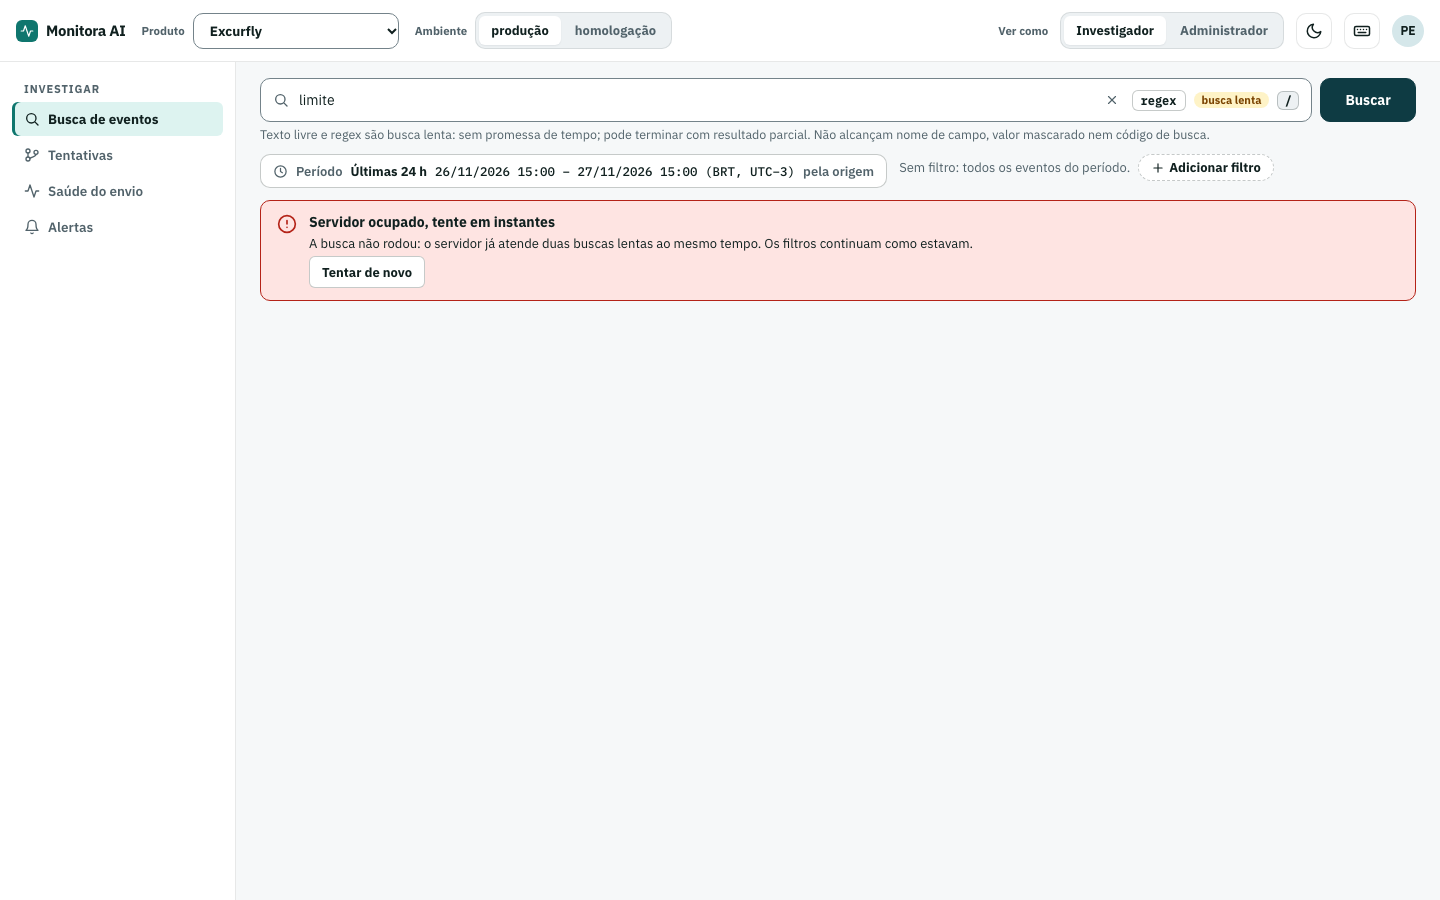 Monitora AI Produto Excurfly Ambiente produção homologação Ver como Investigador Administrador PE
INVESTIGAR
Busca de eventos
Tentativas
Saúde do envio
Alertas
limite regex busca lenta / Buscar
Texto livre e regex são busca lenta: sem promessa de tempo; pode terminar com resultado parcial. Não alcançam nome de campo, valor mascarado nem código de busca.
Período Últimas 24 h 26/11/2026 15:00 – 27/11/2026 15:00 (BRT, UTC−3) pela origem Sem filtro: todos os eventos do período. + Adicionar filtro
Servidor ocupado, tente em instantes
A busca não rodou: o servidor já atende duas buscas lentas ao mesmo tempo. Os filtros continuam como estavam.
Tentar de novo